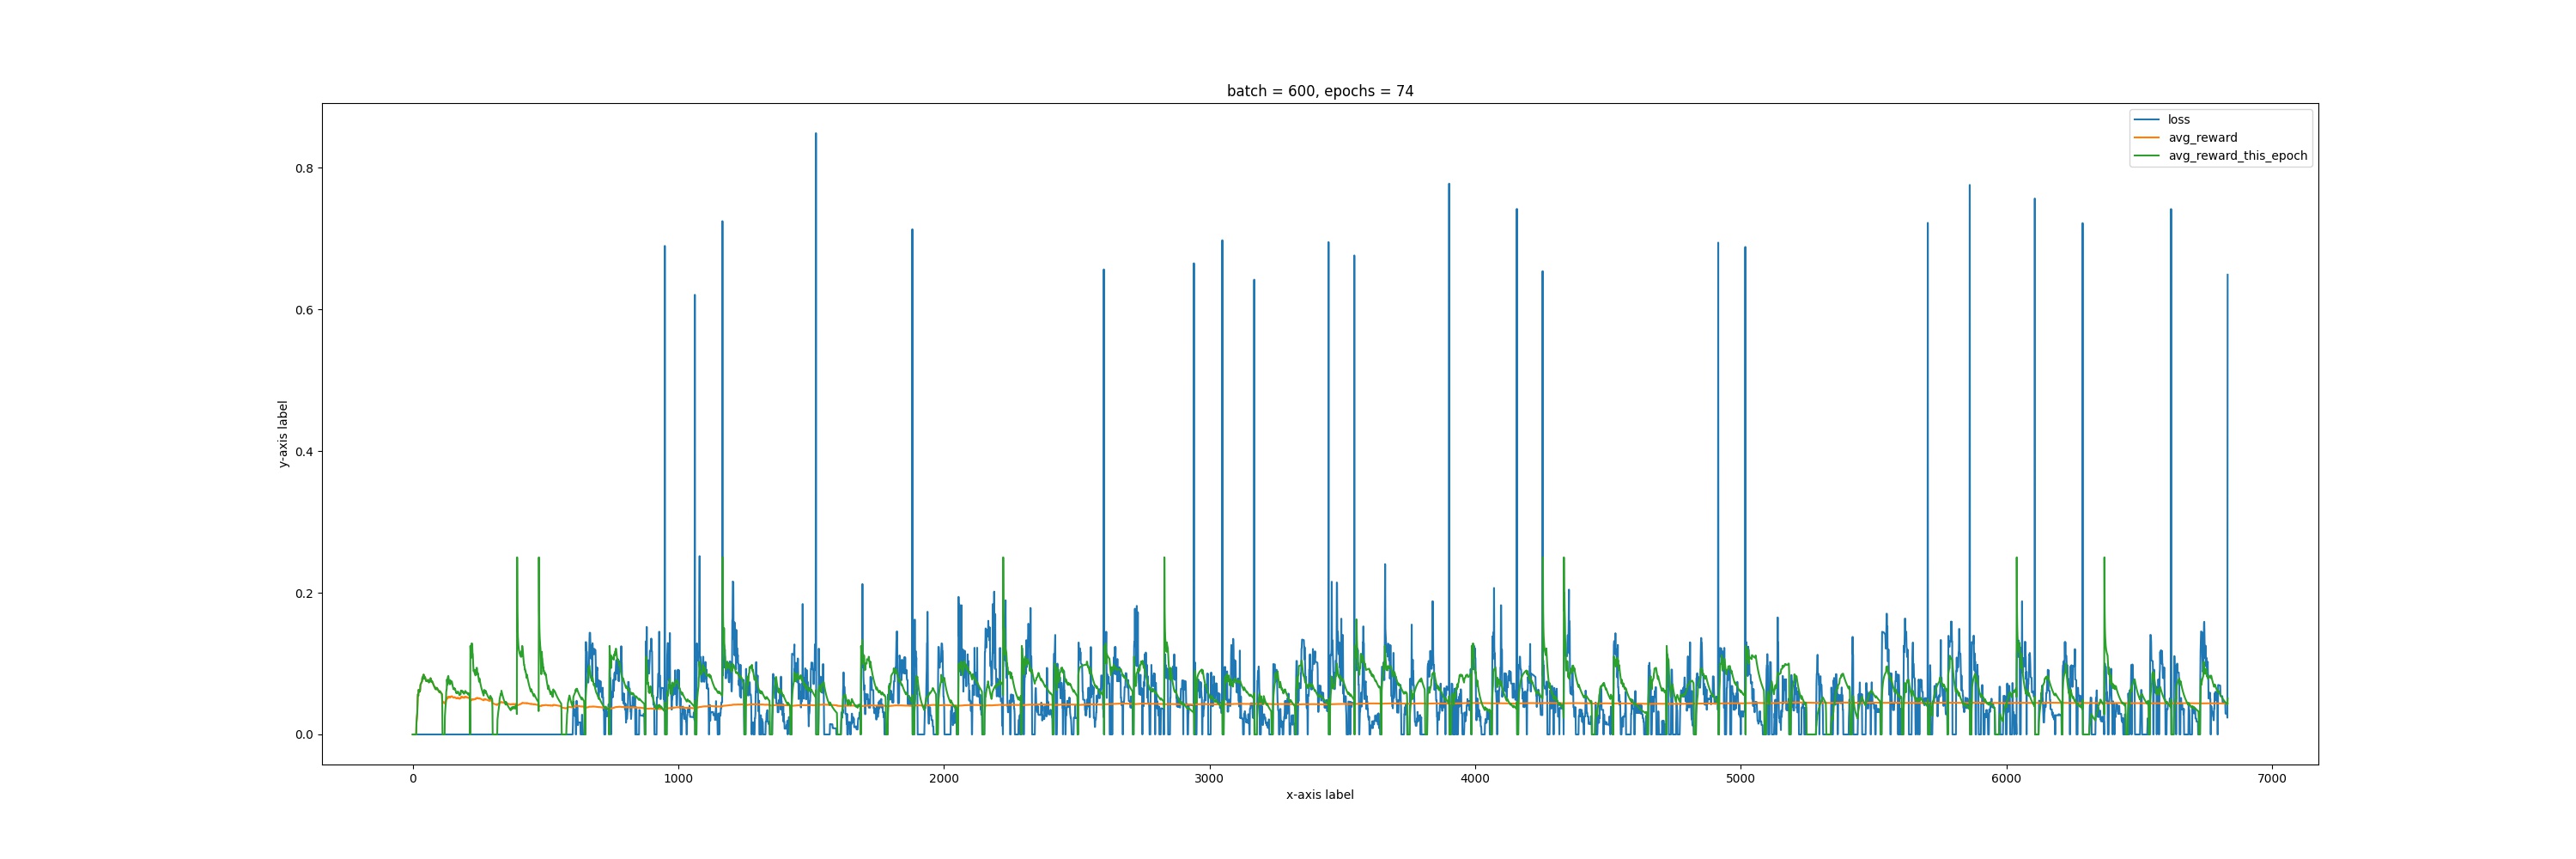 batch = 600, epochs = 74
loss
avg_reward
avg_reward_this_epoch
0.8
0.6
0.4
0.2
0.0
y-axis label
0 1000 2000 3000 4000 5000 6000 7000
x-axis label